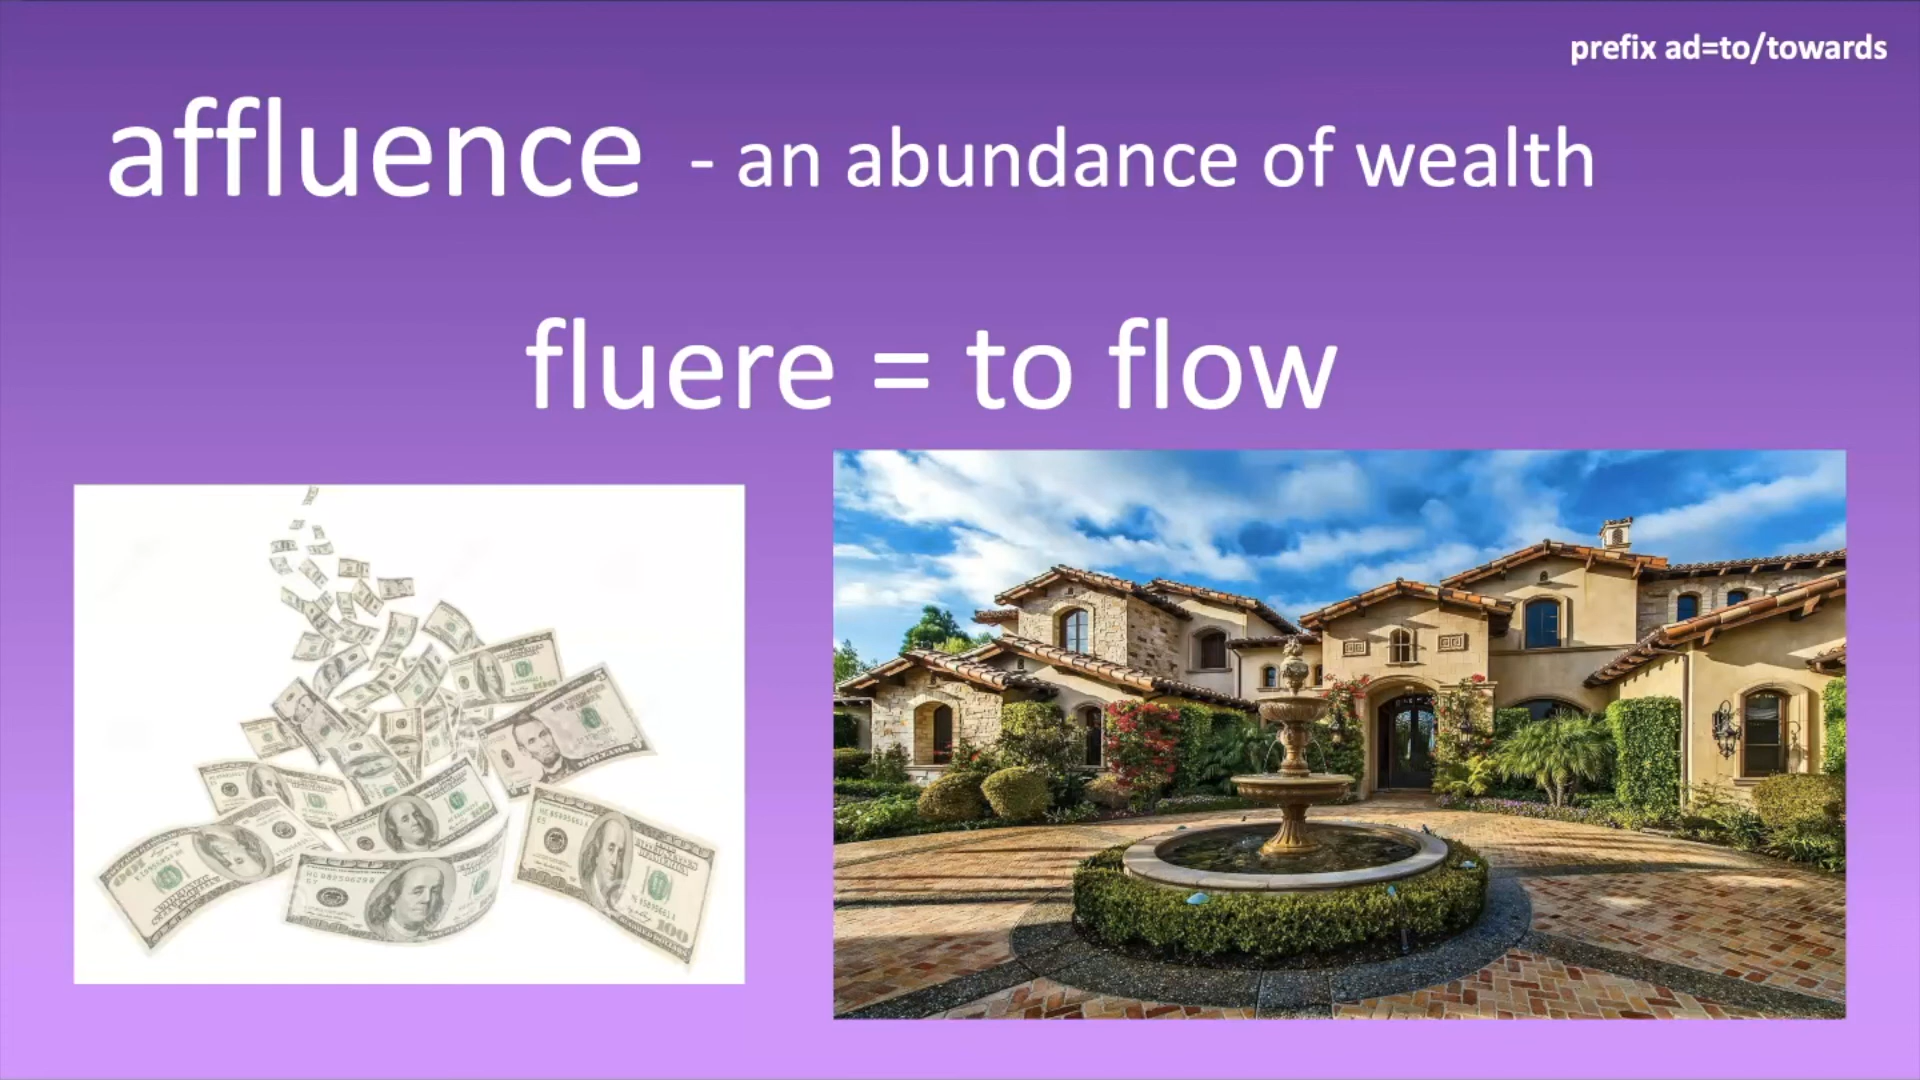 prefix ad=to/towards
affluence - an abundance of wealth
fluere = to flow